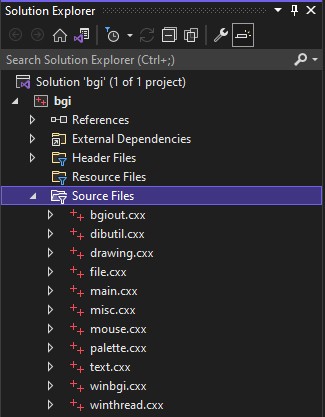 Solution Explorer
Search Solution Explorer (Ctrl+;)
Solution 'bgi' (1 of 1 project)
bgi
References
External Dependencies
Header Files
Resource Files
Source Files
bgiout.cxx
dibutil.cxx
drawing.cxx
file.cxx
main.cxx
misc.cxx
mouse.cxx
palette.cxx
text.cxx
winbgi.cxx
winthread.cxx